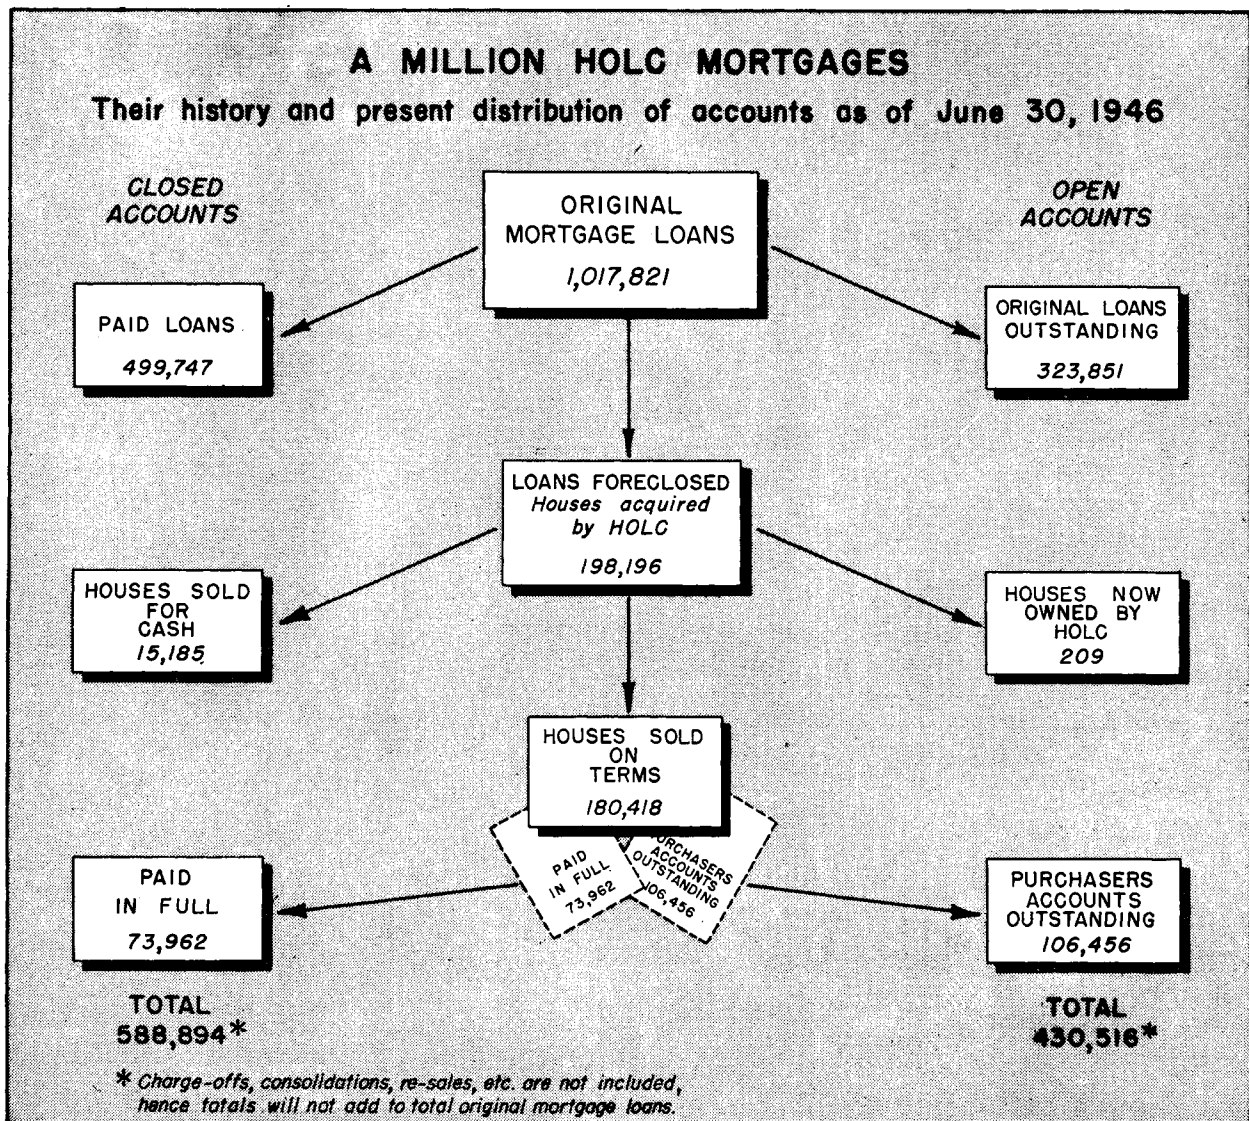 A MILLION HOLC MORTGAGES
Their history and present distribution of accounts as of June 30, 1946
CLOSED
ACCOUNTS
ORIGINAL
MORTGAGE LOANS
1,017,821
OPEN
ACCOUNTS
PAID LOANS
499,747
ORIGINAL LOANS
OUTSTANDING
323,851
LOANS FORECLOSED
Houses acquired
by HOLC
198,196
HOUSES SOLD
FOR
CASH
15,185
HOUSES NOW
OWNED BY
HOLC
209
HOUSES SOLD
ON
TERMS
180,418
PAID
IN FULL
73,962
PURCHASERS
ACCOUNTS
OUTSTANDING
106,456
PAID
IN FULL
73,962
PURCHASERS
ACCOUNTS
OUTSTANDING
106,456
TOTAL
588,894*
TOTAL
430,516*
* Charge-offs, consolidations, re-sales, etc. are not included,
hence totals will not add to total original mortgage loans.